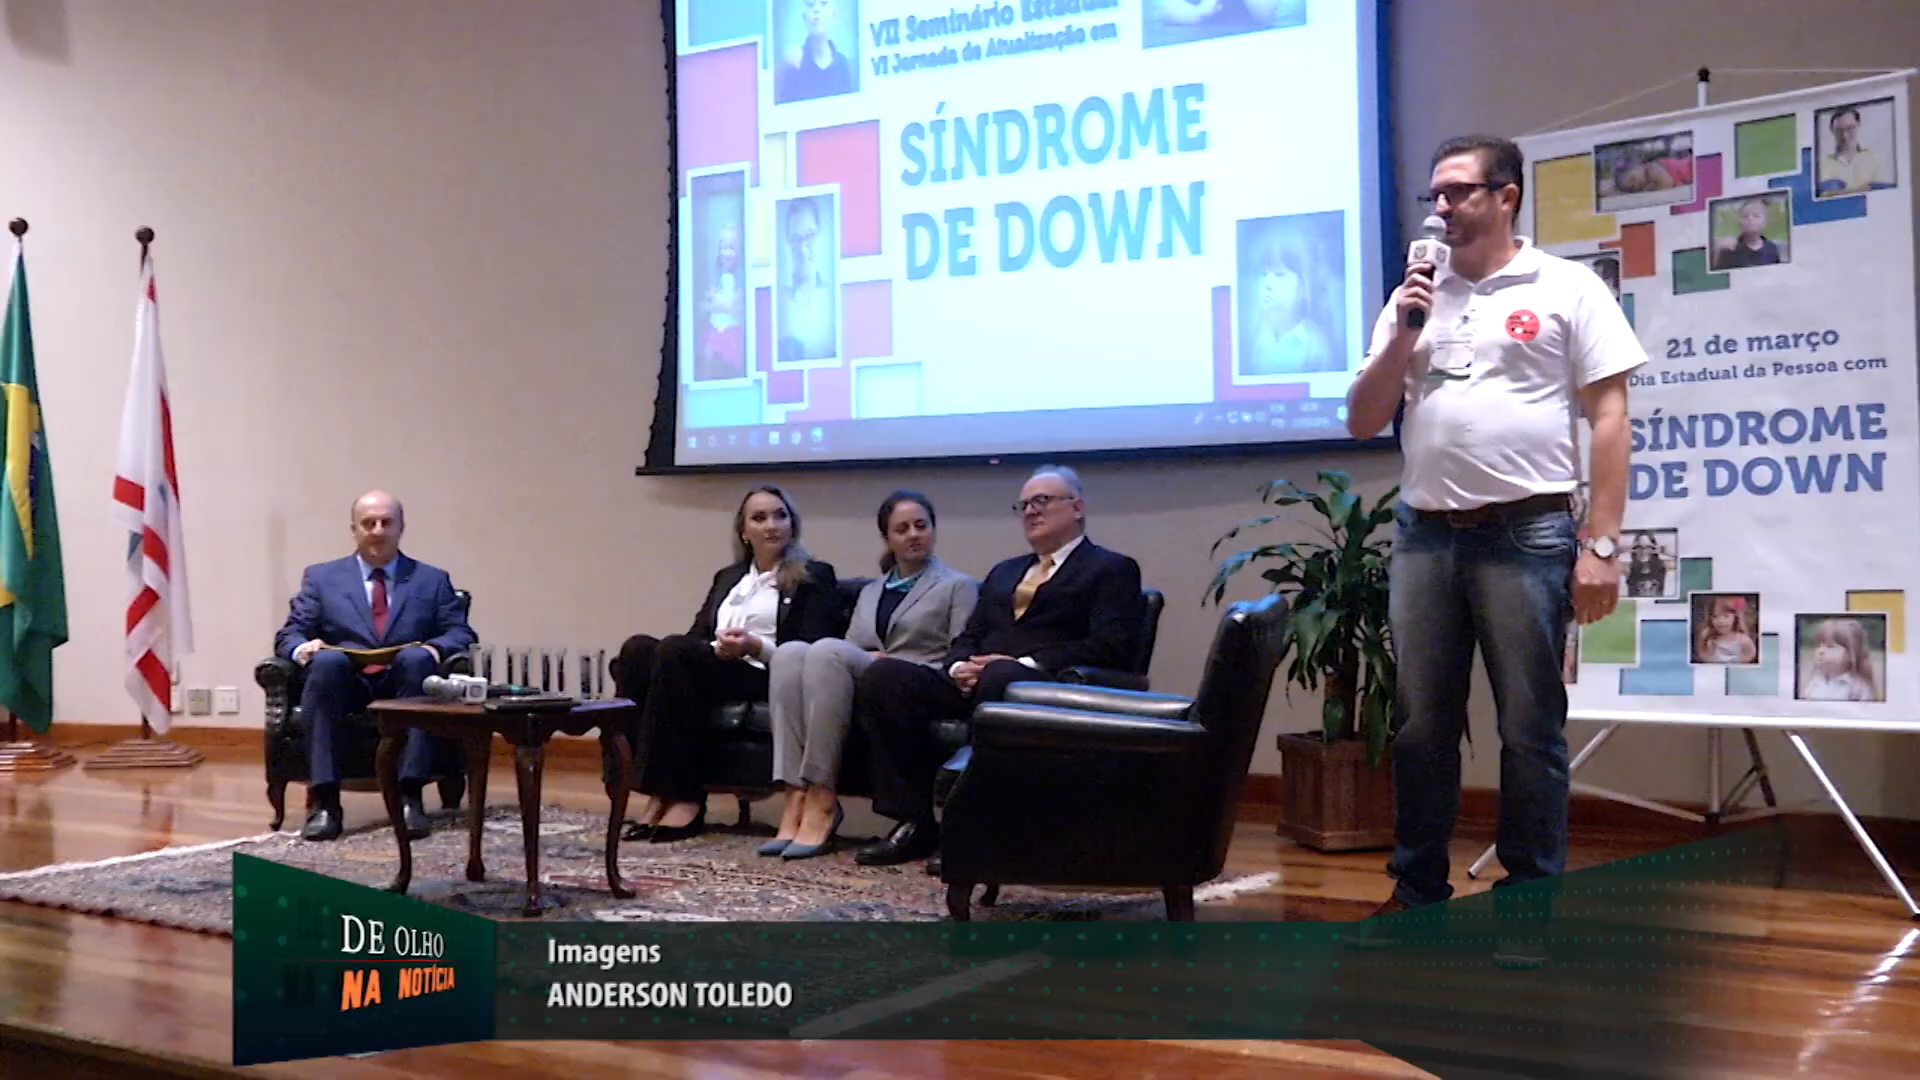 VII Seminário Estadual
VI Jornada de Atualização em
SÍNDROME
DE DOWN
21 de março
Dia Estadual da Pessoa com
SÍNDROME
DE DOWN
DE OLHO
NA NOTÍCIA
Imagens
ANDERSON TOLEDO